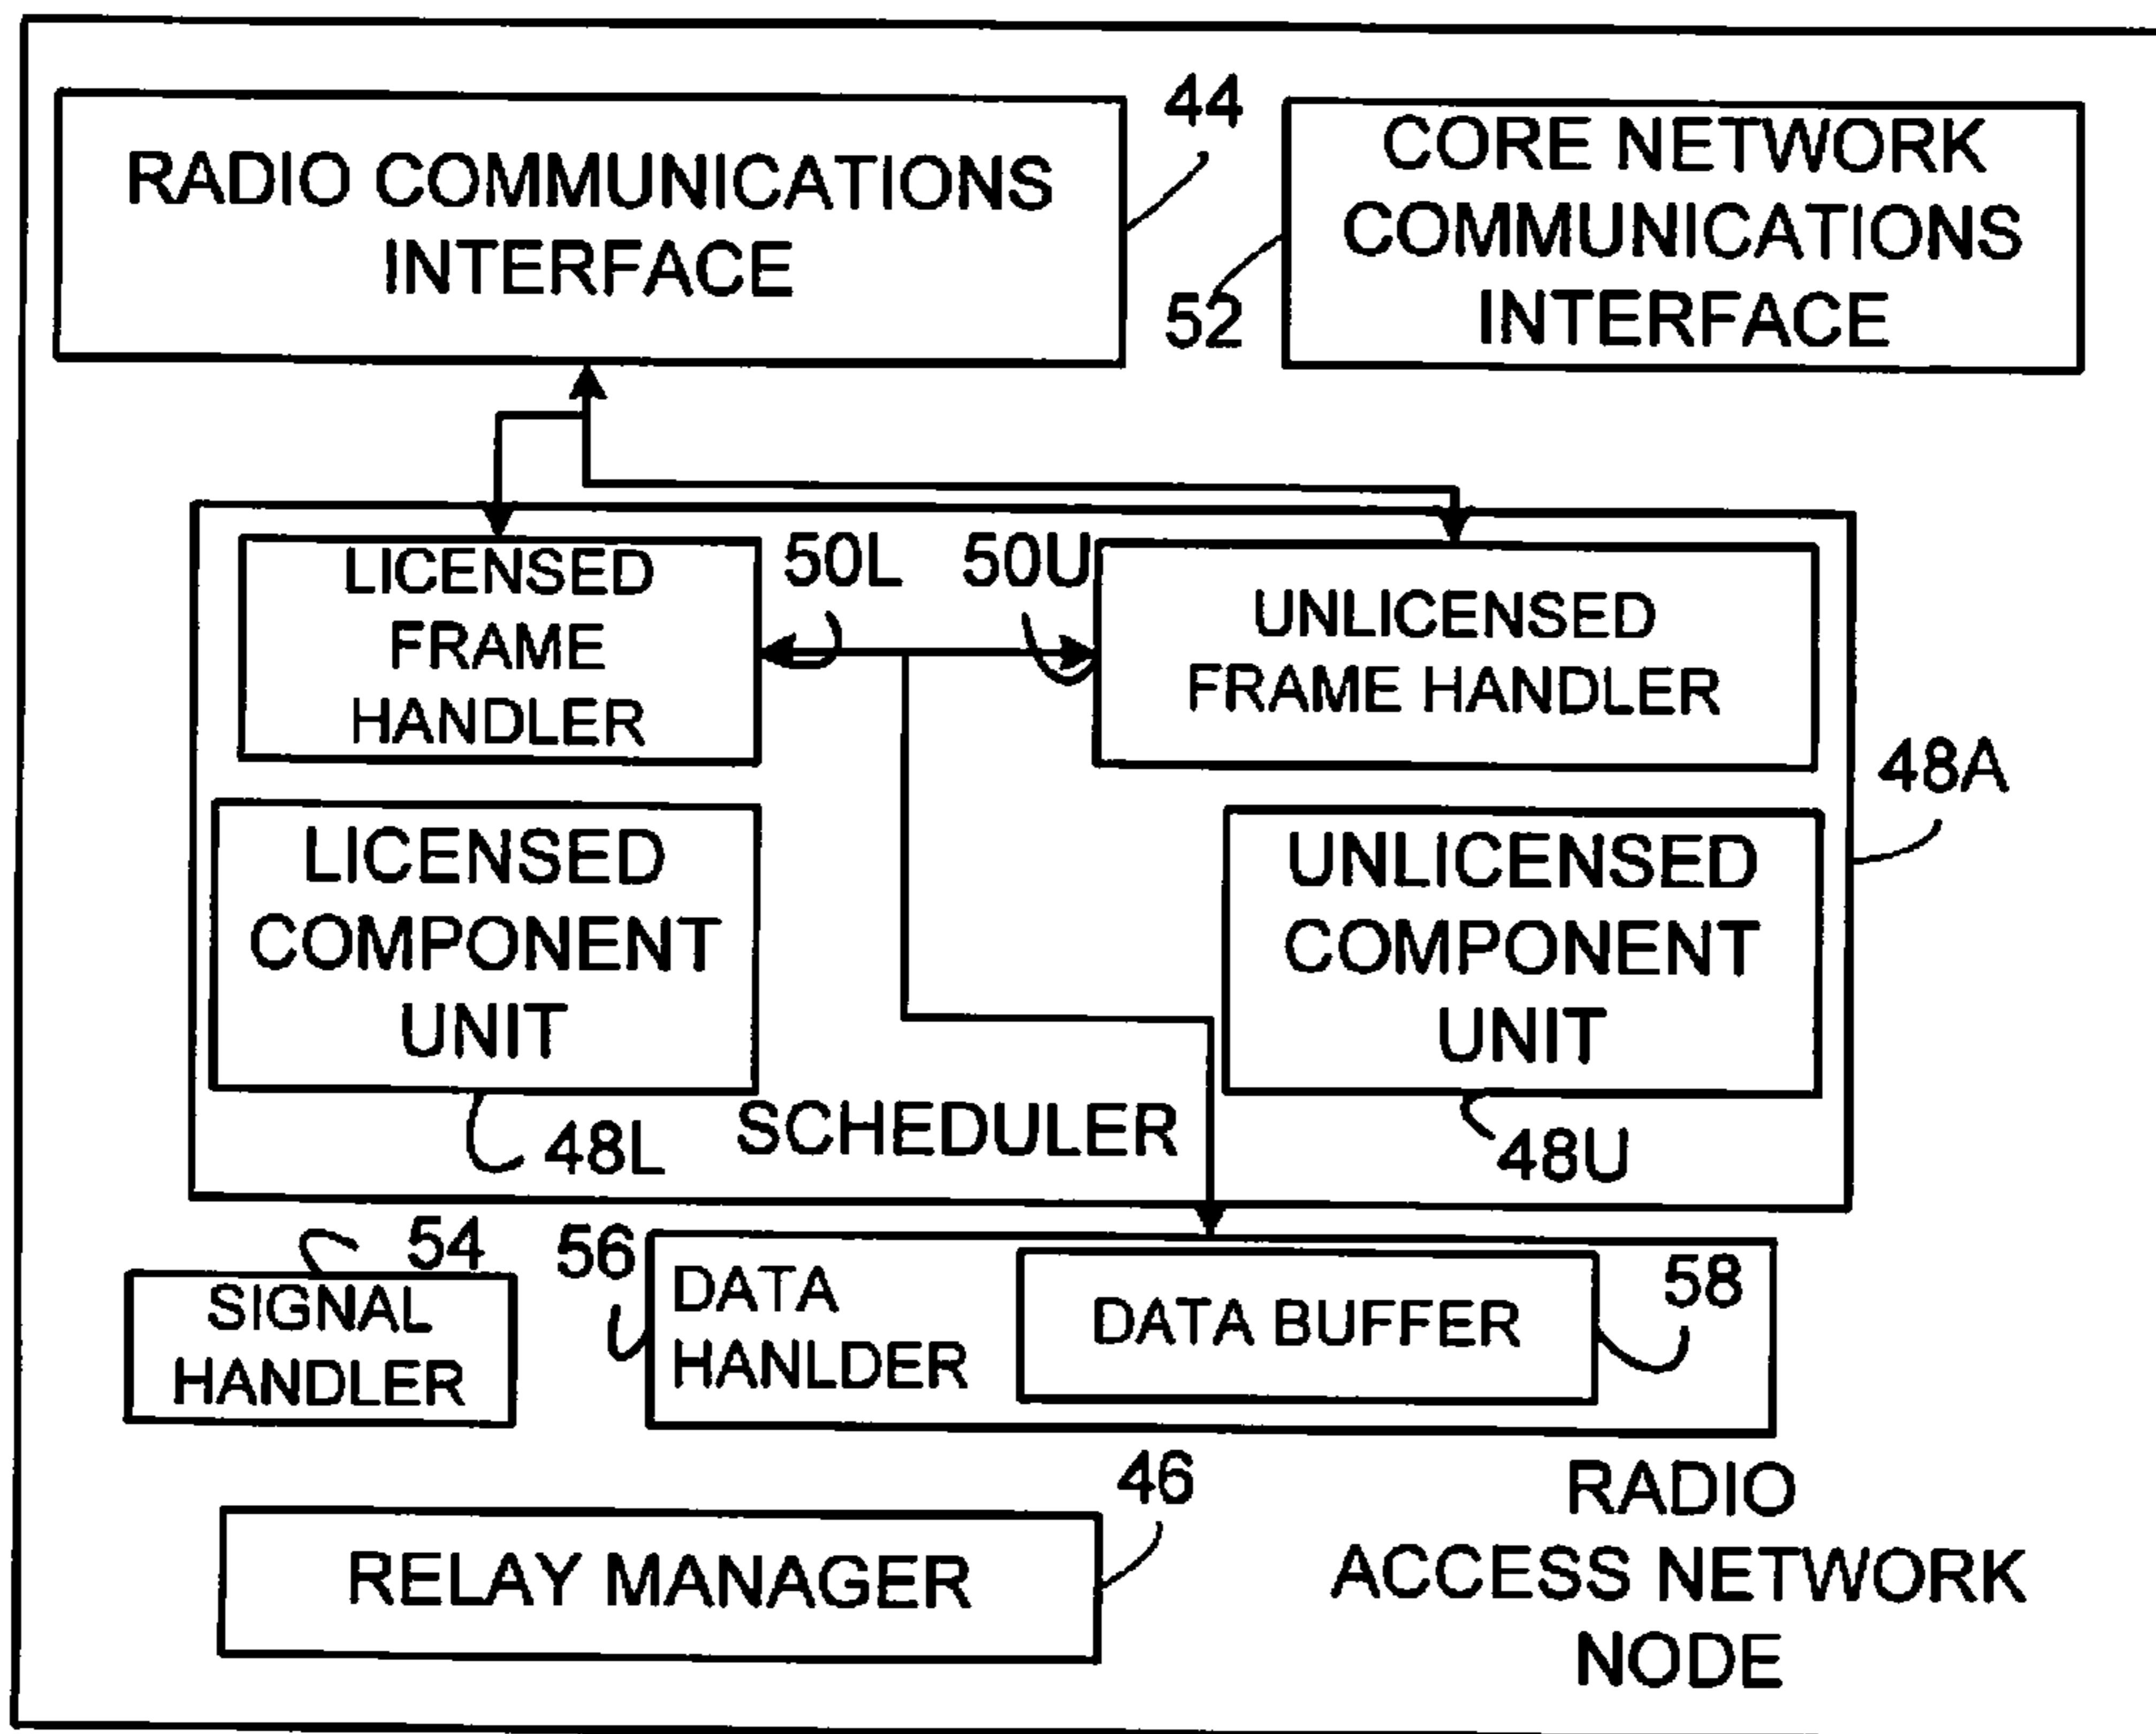 RADIO COMMUNICATIONS
INTERFACE
44
CORE NETWORK
COMMUNICATIONS
INTERFACE
52
LICENSED
FRAME
HANDLER
50L
50U
UNLICENSED
FRAME HANDLER
48A
LICENSED
COMPONENT
UNIT
48L
SCHEDULER
UNLICENSED
COMPONENT
UNIT
48U
54
SIGNAL
HANDLER
56
DATA
HANLDER
DATA BUFFER
58
46
RELAY MANAGER
RADIO
ACCESS NETWORK
NODE